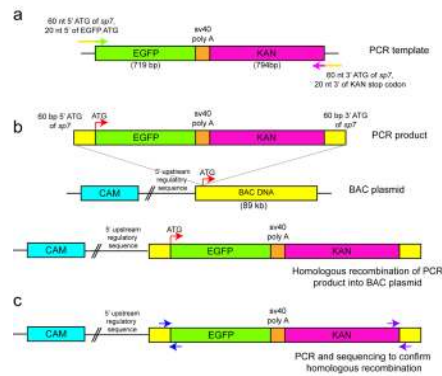 a
60 nt 5' ATG of sp7,
20 nt 5' of EGFP ATG
sv40
poly A
EGFP
KAN
PCR template
(719 bp)
(794bp)
60 nt 3' ATG of sp7,
20 nt 3' of KAN stop codon
b
60 bp 5' ATG
of sp7
ATG
sv40
poly A
60 bp 3' ATG
of sp7
EGFP
KAN
PCR product
5' upstream
regulatory
sequence
ATG
CAM
BAC DNA
BAC plasmid
(89 kb)
5' upstream
regulatory
sequence
ATG
sv40
poly A
CAM
EGFP
KAN
Homologous recombination of PCR
product into BAC plasmid
c
5' upstream
regulatory
sequence
sv40
poly A
CAM
EGFP
KAN
PCR and sequencing to confirm
homologous recombination